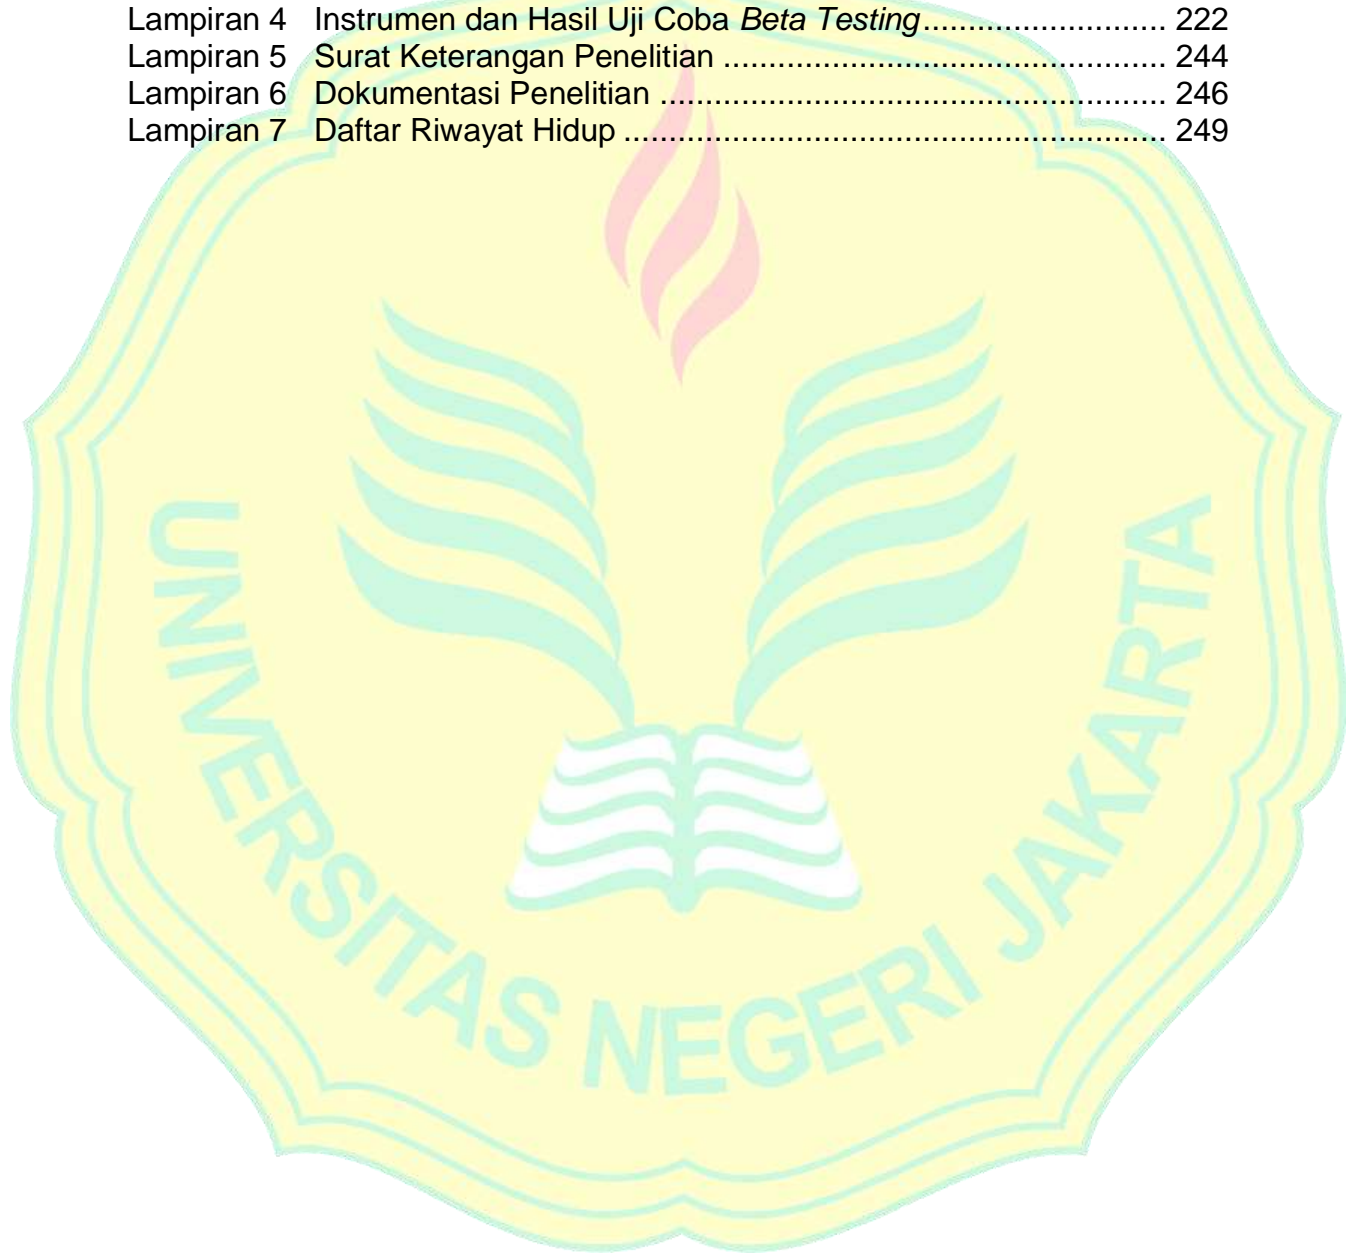 Lampiran 4 Instrumen dan Hasil Uji Coba Beta Testing........................... 222
Lampiran 5 Surat Keterangan Penelitian ................................................. 244
Lampiran 6 Dokumentasi Penelitian ........................................................ 246
Lampiran 7 Daftar Riwayat Hidup ............................................................ 249
UNIVERSITAS NEGERI JAKARTA